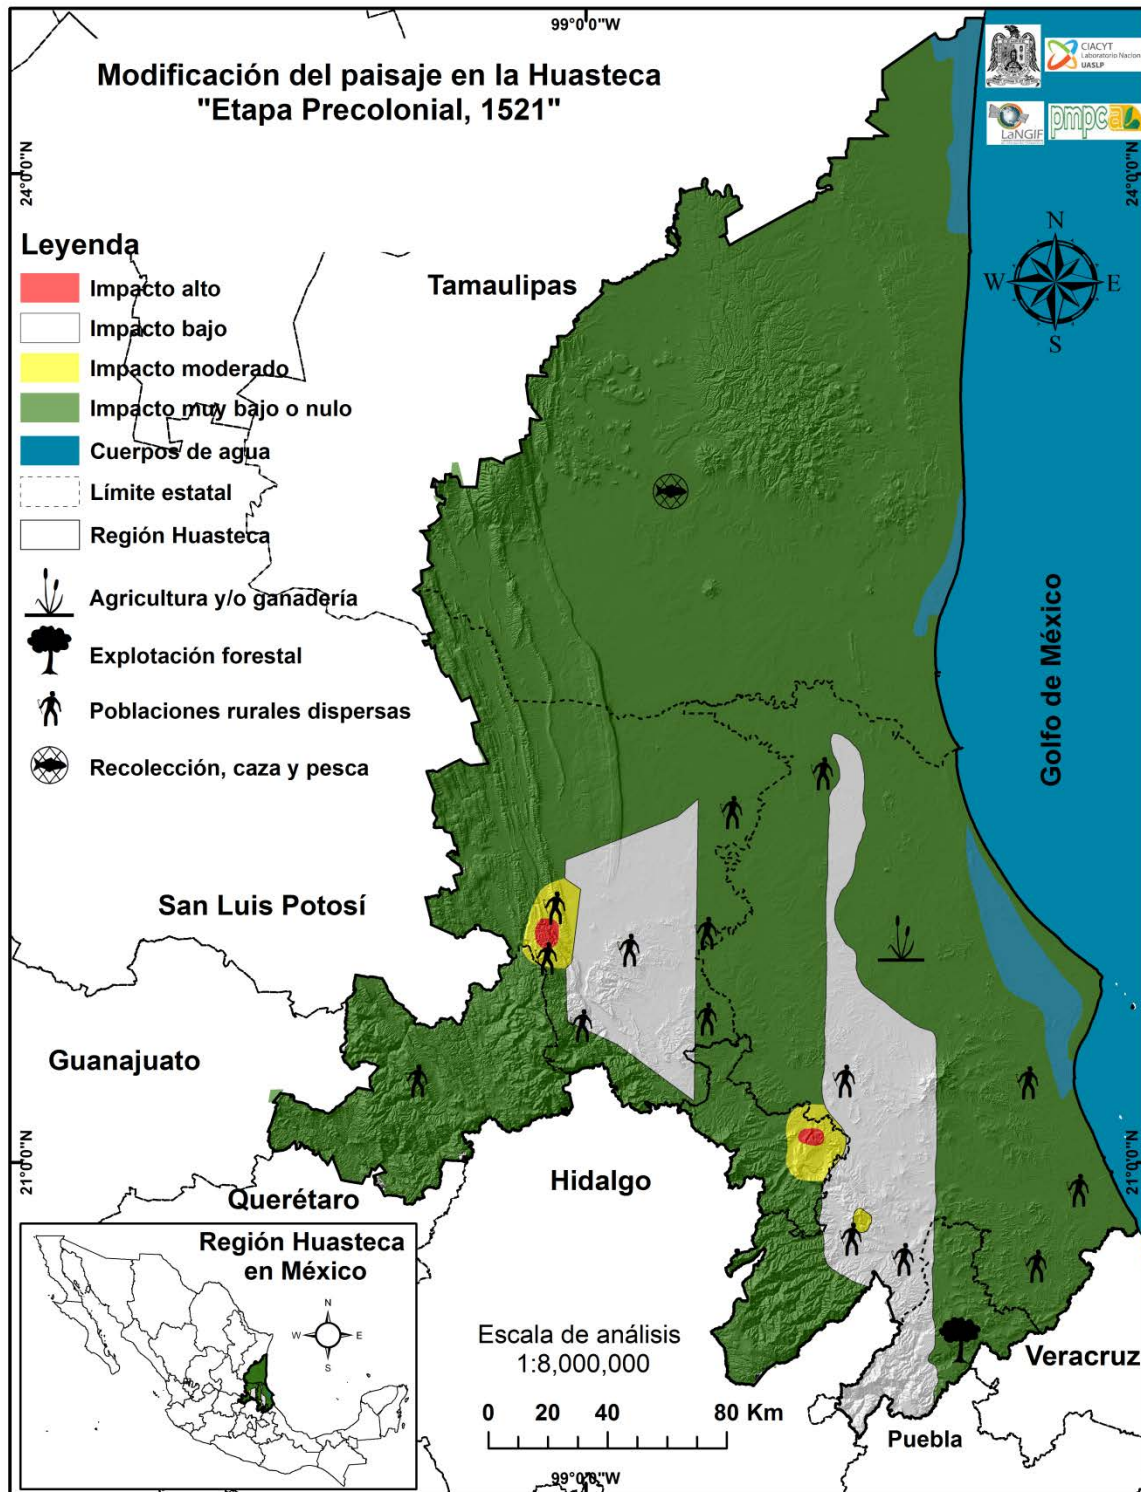 99°0'0"W
Modificación del paisaje en la Huasteca
"Etapa Precolonial, 1521"
CIACYT
Laboratorio Nacion
UASLP
LaNGIF
pmpca
24°0'0"N
24°0'0"N
N
W
E
S
Leyenda
Impacto alto
Impacto bajo
Impacto moderado
Impacto muy bajo o nulo
Cuerpos de agua
Límite estatal
Región Huasteca
Agricultura y/o ganadería
Explotación forestal
Poblaciones rurales dispersas
Recolección, caza y pesca
Tamaulipas
Golfo de México
San Luis Potosí
Guanajuato
Querétaro
Hidalgo
Veracruz
Puebla
21°0'0"N
21°0'0"N
Región Huasteca
en México
N
W
E
S
Escala de análisis
1:8,000,000
0 20 40 80 Km
99°0'0"W